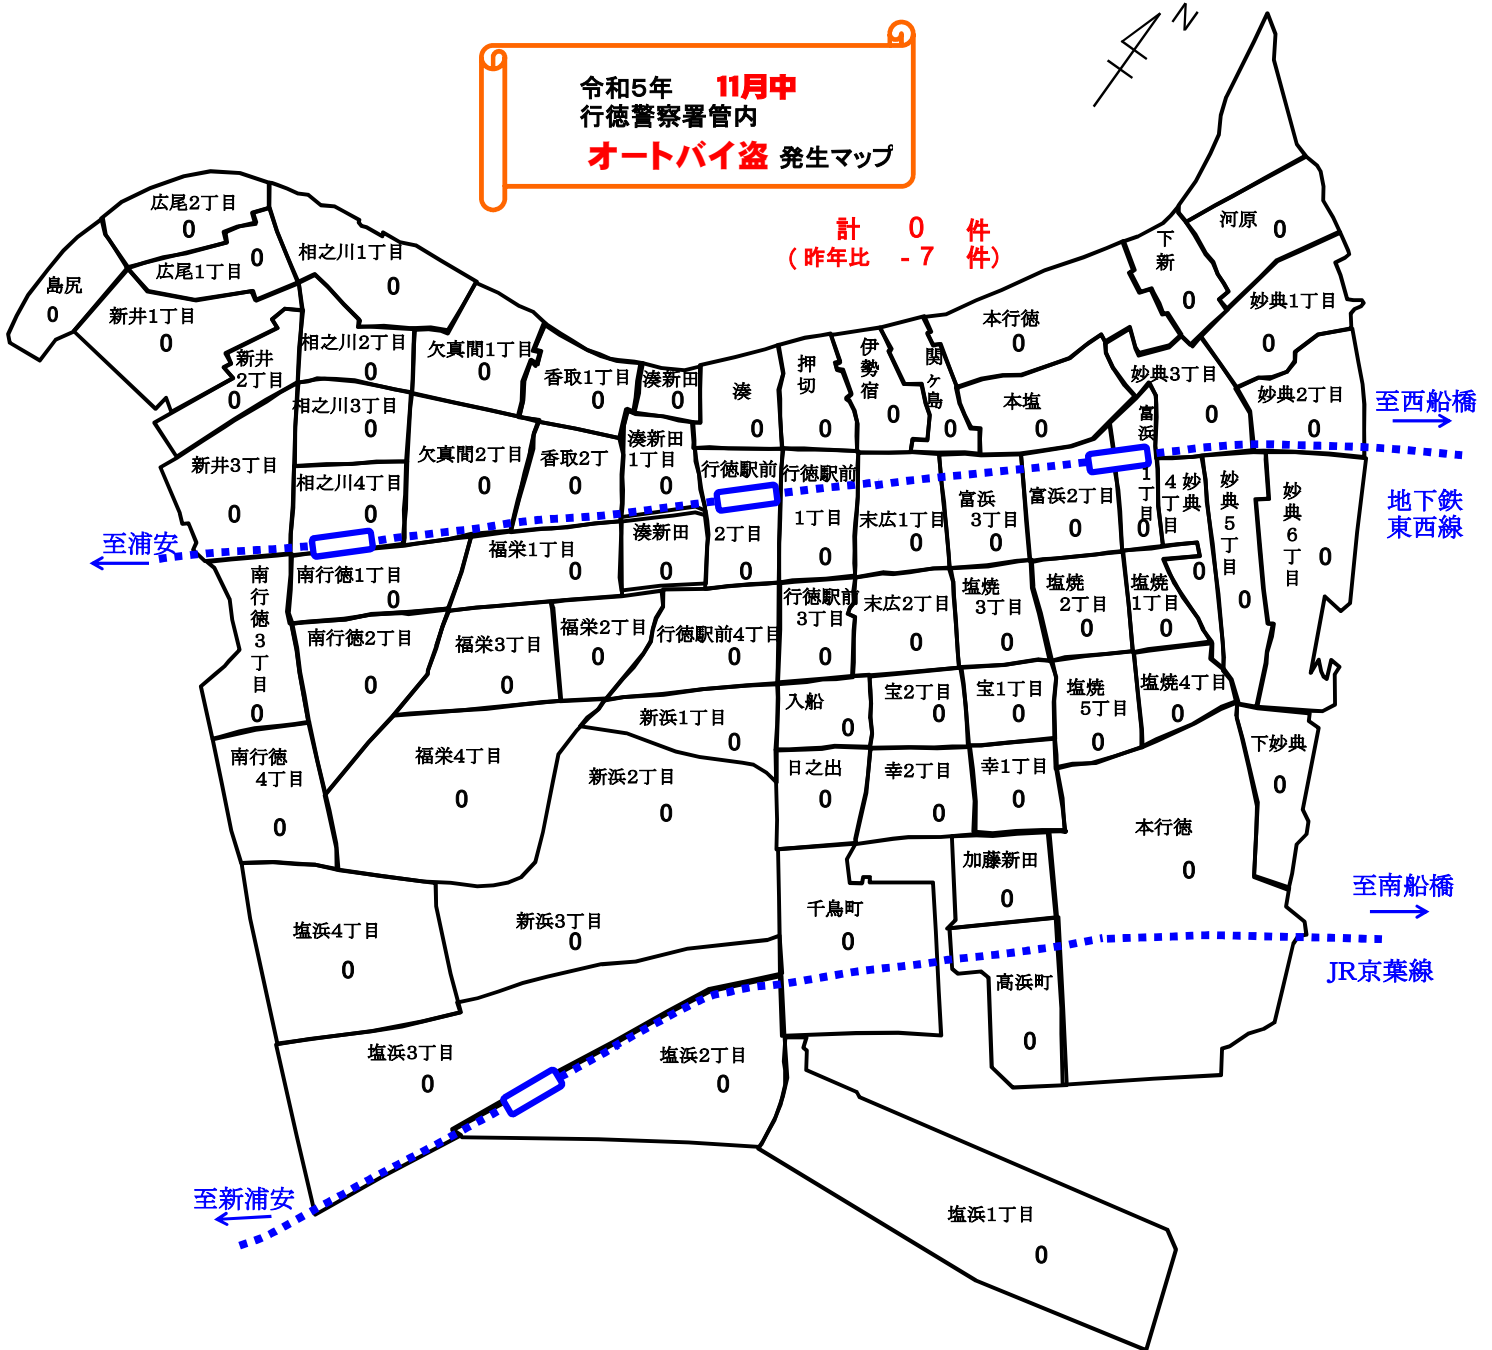 令和5年 11月中
行徳警察署管内
オートバイ盗 発生マップ
計 0 件
(昨年比 -7 件)
N
広尾2丁目
0
広尾1丁目
0
島尻
0
相之川1丁目
0
新井1丁目
0
新井
2丁目
0
相之川2丁目
0
欠真間1丁目
0
香取1丁目
0
湊新田
0
湊
0
押切
0
伊勢宿
0
関ヶ島
0
本行徳
0
下新
0
河原
0
妙典1丁目
0
妙典2丁目
0
妙典3丁目
0
本塩
0
富浜1丁目
0
相之川3丁目
0
新井3丁目
0
相之川4丁目
0
欠真間2丁目
0
香取2丁
0
湊新田
1丁目
0
行徳駅前
2丁目
0
行徳駅前
1丁目
0
末広1丁目
0
富浜
3丁目
0
富浜2丁目
0
4丁目
妙典
0
妙典5丁目
0
妙典6丁目
0
至西船橋
地下鉄
東西線
至浦安
南行徳1丁目
0
福栄1丁目
0
湊新田
0
南行徳3丁目
0
南行徳2丁目
0
福栄3丁目
0
福栄2丁目
0
行徳駅前4丁目
0
行徳駅前
3丁目
0
末広2丁目
0
塩焼
3丁目
0
塩焼
2丁目
0
塩焼
1丁目
0
南行徳
4丁目
0
福栄4丁目
0
新浜1丁目
0
新浜2丁目
0
入船
0
宝2丁目
0
宝1丁目
0
塩焼
5丁目
0
塩焼4丁目
0
下妙典
0
日之出
0
幸2丁目
0
幸1丁目
0
本行徳
0
加藤新田
0
至南船橋
塩浜4丁目
0
新浜3丁目
0
千鳥町
0
高浜町
0
JR京葉線
塩浜3丁目
0
塩浜2丁目
0
至新浦安
塩浜1丁目
0